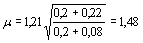 μ = 1,21 √((0,2 + 0,22)/(0,2 + 0,08)) = 1,48